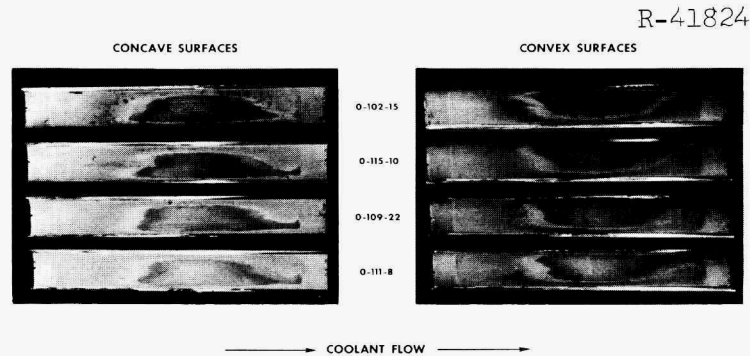 R-41824
CONCAVE SURFACES
CONVEX SURFACES
0-102-15
0-115-10
0-109-22
0-111-8
COOLANT FLOW